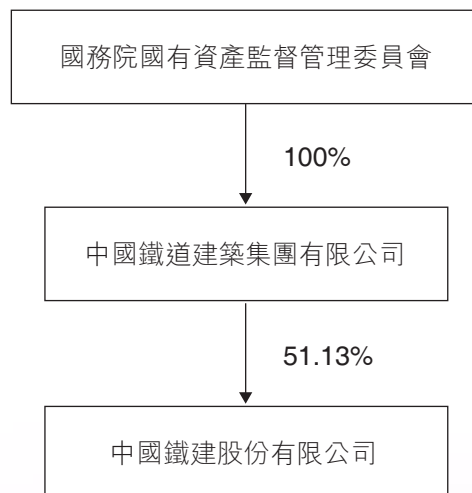 國務院國有資產監督管理委員會
100%
中國鐵道建築集團有限公司
51.13%
中國鐵建股份有限公司